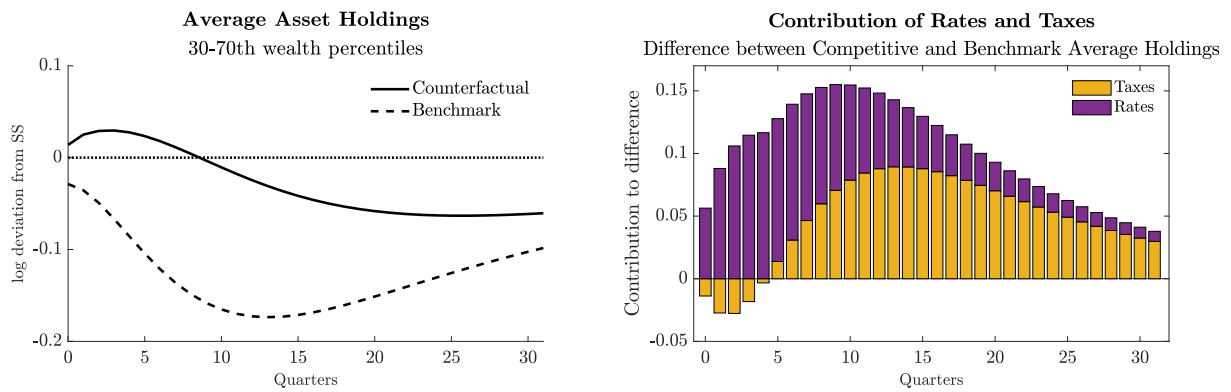 Average Asset Holdings
30-70th wealth percentiles
log deviation from SS
0.1
0
-0.1
-0.2
Counterfactual
Benchmark
0
5
10
15
20
25
30
Quarters
Contribution of Rates and Taxes
Difference between Competitive and Benchmark Average Holdings
Contribution to difference
0.15
0.1
0.05
0
-0.05
Taxes
Rates
0
5
10
15
20
25
30
Quarters